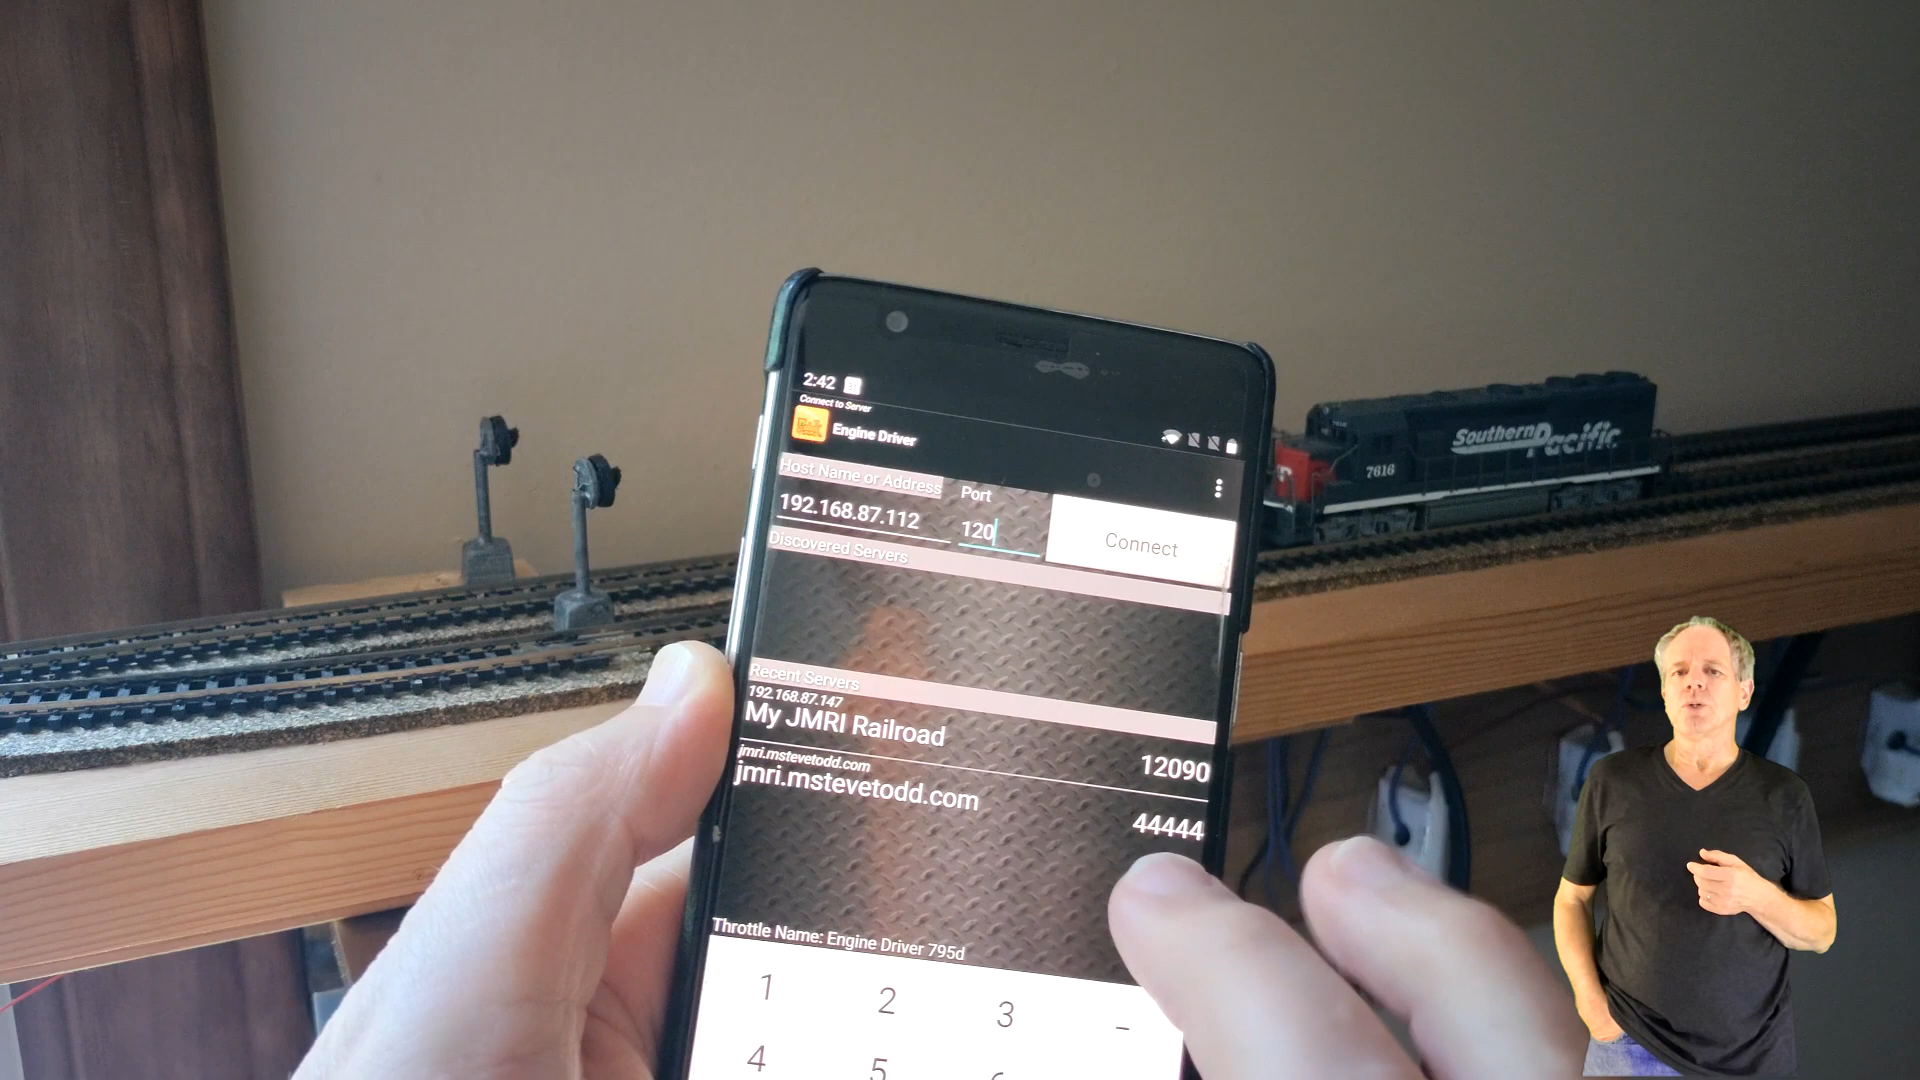 2:42
Connect to Server
Engine Driver
Host Name or Address
Port
192.168.87.112
120
Connect
Discovered Servers
Recent Servers
192.168.87.147
My JMRI Railroad
12090
jmri.mstevetodd.com
jmri.mstevetodd.com
44444
Throttle Name: Engine Driver 795d
1 2 3 -
4 5 6
Southern Pacific
7616